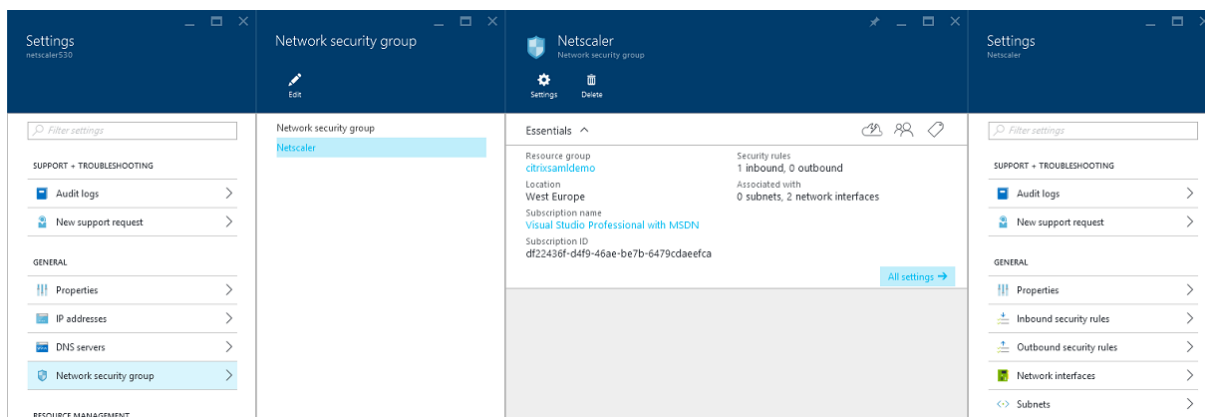 Settings
netscaler530
Filter settings
SUPPORT + TROUBLESHOOTING
Audit logs
New support request
GENERAL
Properties
IP addresses
DNS servers
Network security group
RESOURCE MANAGEMENT
Network security group
Edit
Network security group
Netscaler
Netscaler
Network security group
Settings
Delete
Essentials
Resource group
citrixsamldemo
Location
West Europe
Subscription name
Visual Studio Professional with MSDN
Subscription ID
df22436f-d4f9-46ae-be7b-6479cdaeefca
Security rules
1 inbound, 0 outbound
Associated with
0 subnets, 2 network interfaces
All settings
Settings
Netscaler
Filter settings
SUPPORT + TROUBLESHOOTING
Audit logs
New support request
GENERAL
Properties
Inbound security rules
Outbound security rules
Network interfaces
Subnets